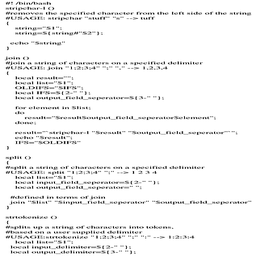 #! /bin/bash
stripchar-l ()
#removes the specified character from the left side of the string
#USAGE: stripchar "stuff" "s" --> tuff
{
string="$1";
string=${string#"$2"};
echo "$string"
}
join ()
#join a string of characters on a specified delimiter
#USAGE: join "1;2;3;4" ";" "," --> 1,2,3,4
{
local result="";
local list="$1";
OLDIFS="$IFS";
local IFS=${2-" "};
local output_field_seperator=${3-" "};
for element in $list;
do
result="$result$output_field_seperator$element";
done;
result="`stripchar-l "$result" "$output_field_seperator"`";
echo "$result";
IFS="$OLDIFS"
}
split ()
{
#split a string of characters on a specified delimiter
#USAGE: split "1;2;3;4" ";" --> 1 2 3 4
local list="$1";
local input_field_seperator=${2-" "};
local output_field_seperator=" ";
#defined in terms of join
join "$list" "$input_field_seperator" "$output_field_seperator"
}
strtokenize ()
{
#splits up a string of characters into tokens,
#based on a user supplied delimiter
#USAGE:strtokenize "1;2;3;4" ";" ":" --> 1:2:3:4
local list="$1";
local input_delimiter=${2-" "};
local output_delimiter=${3-" "};